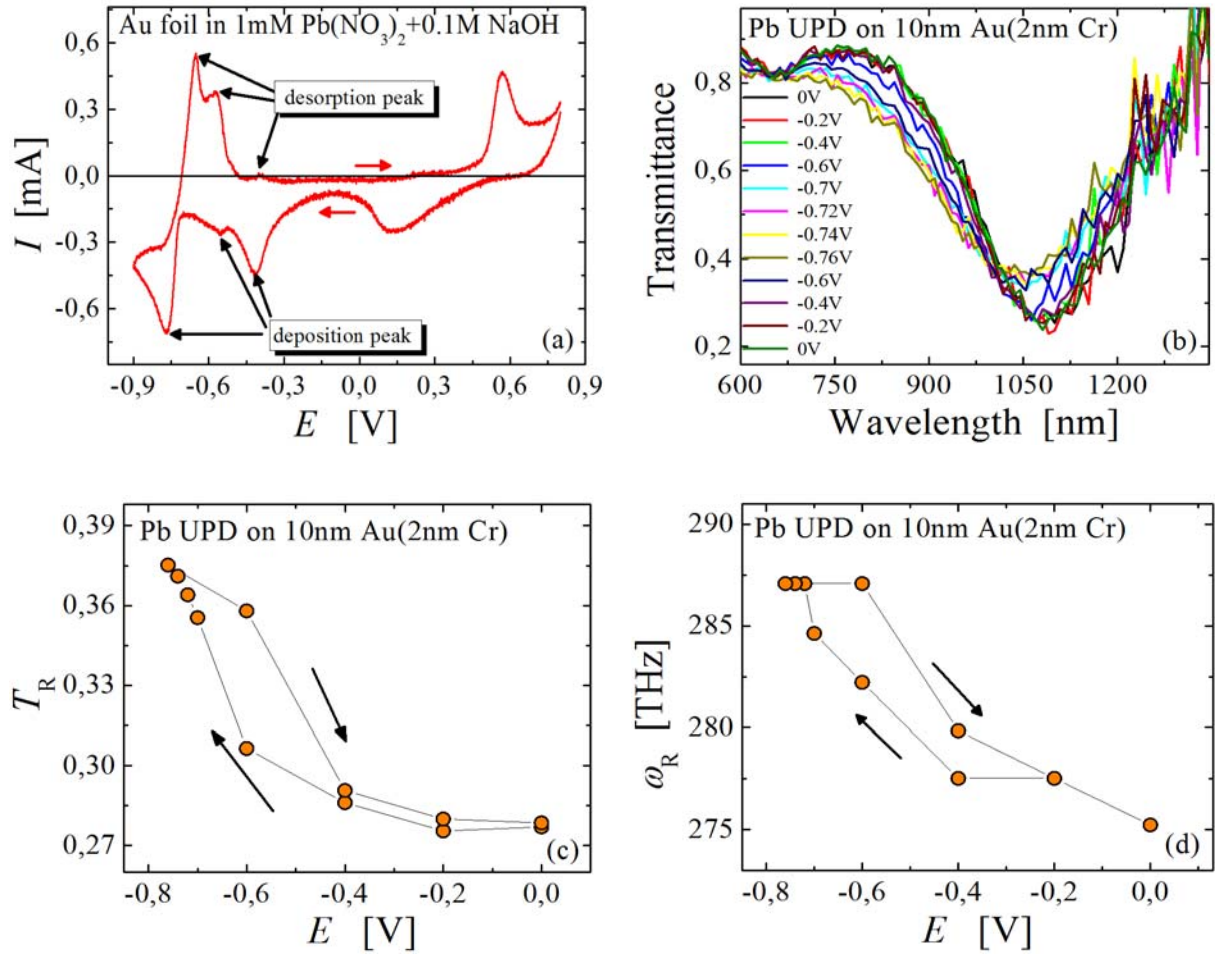 Au foil in 1mM Pb(NO3)2+0.1M NaOH
desorption peak
deposition peak
(a)
0,6
0,3
0,0
-0,3
-0,6
I [mA]
-0,9 -0,6 -0,3 0,0 0,3 0,6 0,9
E [V]
Pb UPD on 10nm Au(2nm Cr)
0V
-0.2V
-0.4V
-0.6V
-0.7V
-0.72V
-0.74V
-0.76V
-0.6V
-0.4V
-0.2V
0V
(b)
0,8
0,6
0,4
0,2
Transmittance
600 750 900 1050 1200
Wavelength [nm]
Pb UPD on 10nm Au(2nm Cr)
(c)
0,39
0,36
0,33
0,30
0,27
TR
-0,8 -0,6 -0,4 -0,2 0,0
E [V]
Pb UPD on 10nm Au(2nm Cr)
(d)
290
285
280
275
ωR [THz]
-0,8 -0,6 -0,4 -0,2 0,0
E [V]